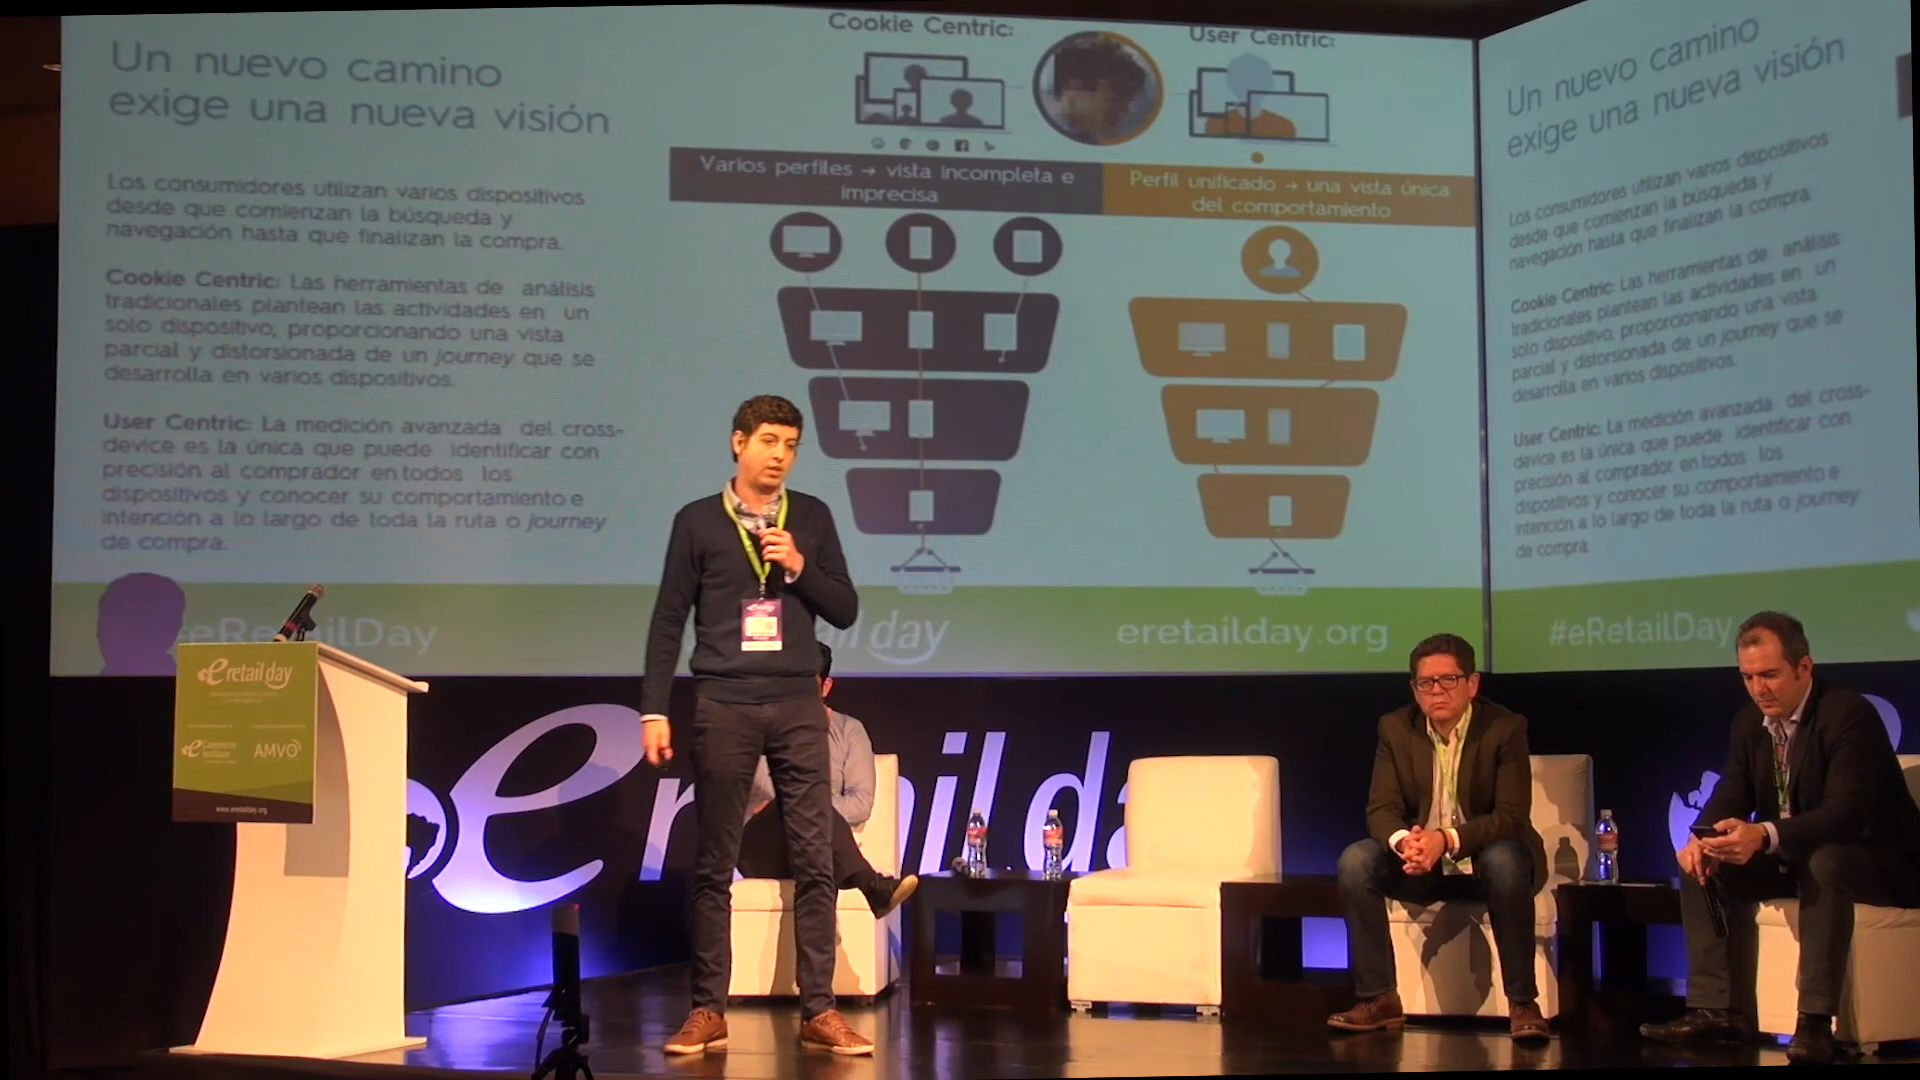 Un nuevo camino
exige una nueva visión
Los consumidores utilizan varios dispositivos
desde que comienzan la búsqueda y
navegación hasta que finalizan la compra.
Cookie Centric: Las herramientas de análisis
tradicionales plantean las actividades en un
solo dispositivo, proporcionando una vista
parcial y distorsionada de un journey que se
desarrolla en varios dispositivos.
User Centric: La medición avanzada del cross-
device es la única que puede identificar con
precisión al comprador en todos los
dispositivos y conocer su comportamiento e
intención a lo largo de toda la ruta o journey
de compra.
Cookie Centric:
User Centric:
Varios perfiles → vista incompleta e
imprecisa
Perfil unificado → una vista única
del comportamiento
eRetailDay
ail day
eretailday.org
Un nuevo camino
exige una nueva visión
Los consumidores utilizan varios dispositivos
desde que comienzan la búsqueda y
navegación hasta que finalizan la compra.
Cookie Centric: Las herramientas de análisis
tradicionales plantean las actividades en un
solo dispositivo, proporcionando una vista
parcial y distorsionada de un journey que se
desarrolla en varios dispositivos.
User Centric: La medición avanzada del cross-
device es la única que puede identificar con
precisión al comprador en todos los
dispositivos y conocer su comportamiento e
intención a lo largo de toda la ruta o journey
de compra.
#eRetailDay
e retail day
eCommerce
Institute
AMVO
www.eretailday.org
e r il da